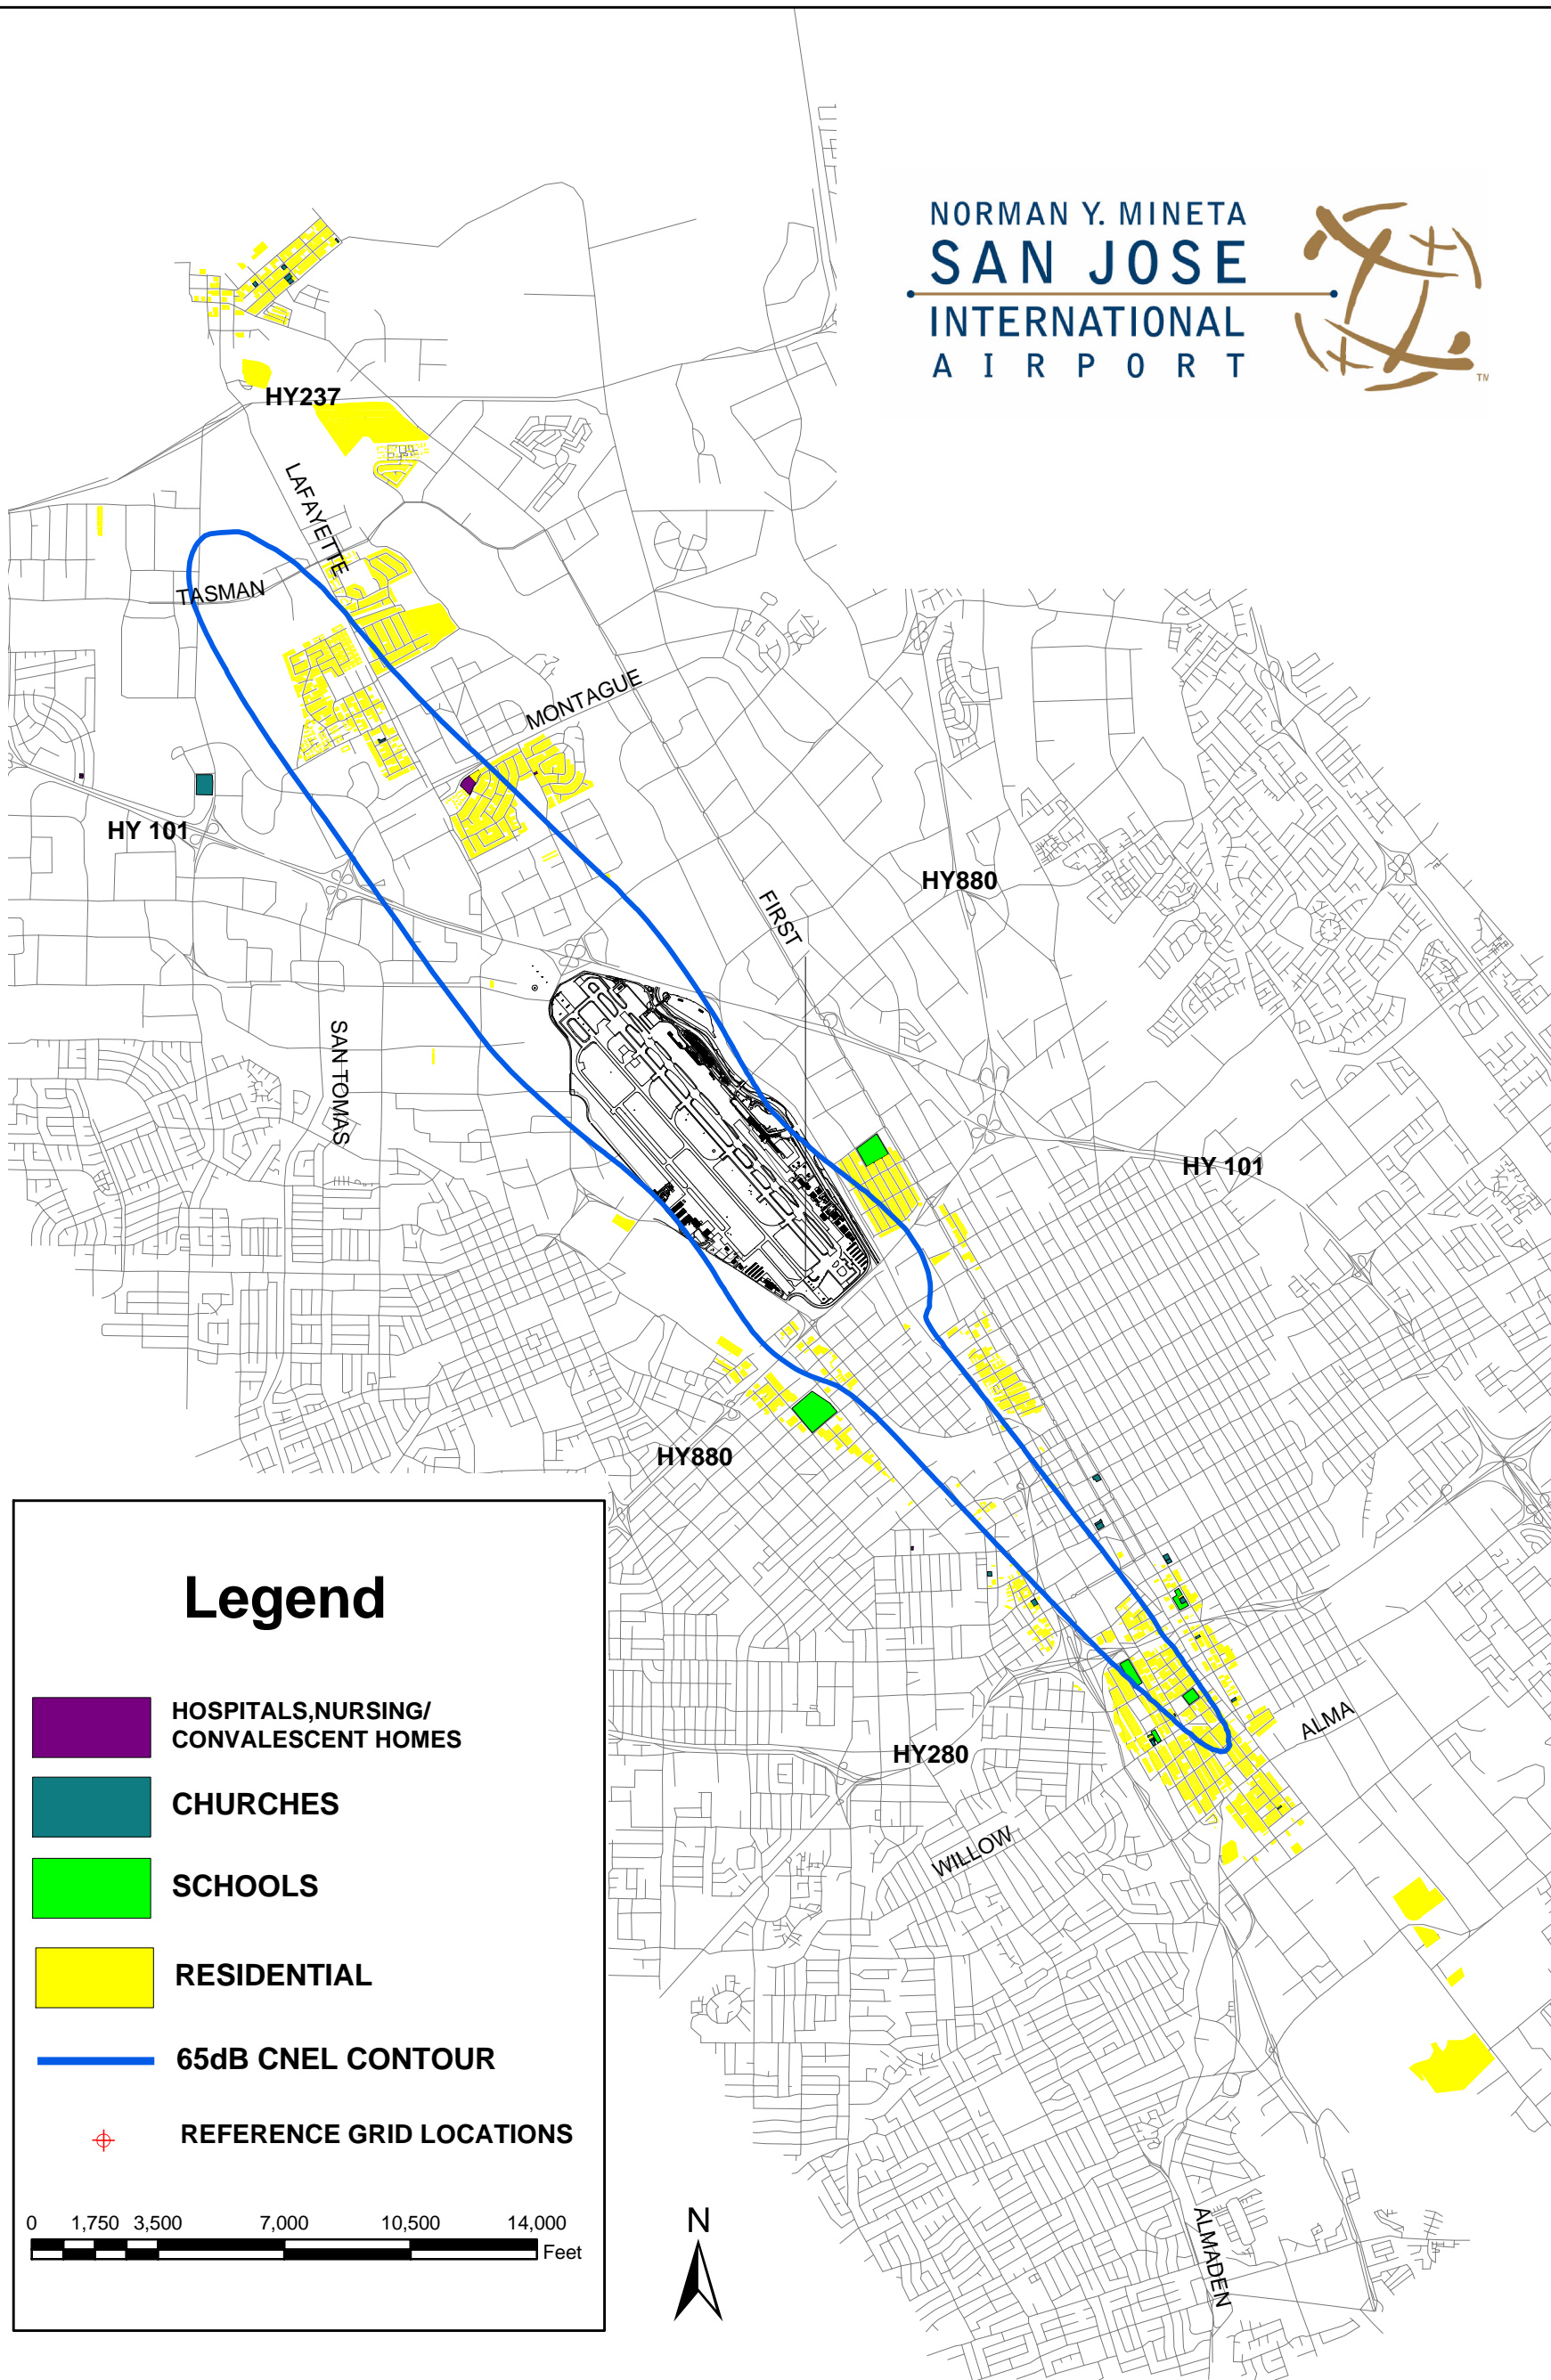 NORMAN Y. MINETA
SAN JOSE
INTERNATIONAL
AIRPORT
TM
HY237
LAFAYETTE
TASMAN
MONTAGUE
HY 101
HY880
FIRST
SAN TOMAS
HY 101
HY880
ALMA
HY280
WILLOW
ALMADEN
Legend
HOSPITALS,NURSING/
CONVALESCENT HOMES
CHURCHES
SCHOOLS
RESIDENTIAL
65dB CNEL CONTOUR
REFERENCE GRID LOCATIONS
0 1,750 3,500 7,000 10,500 14,000
Feet
N